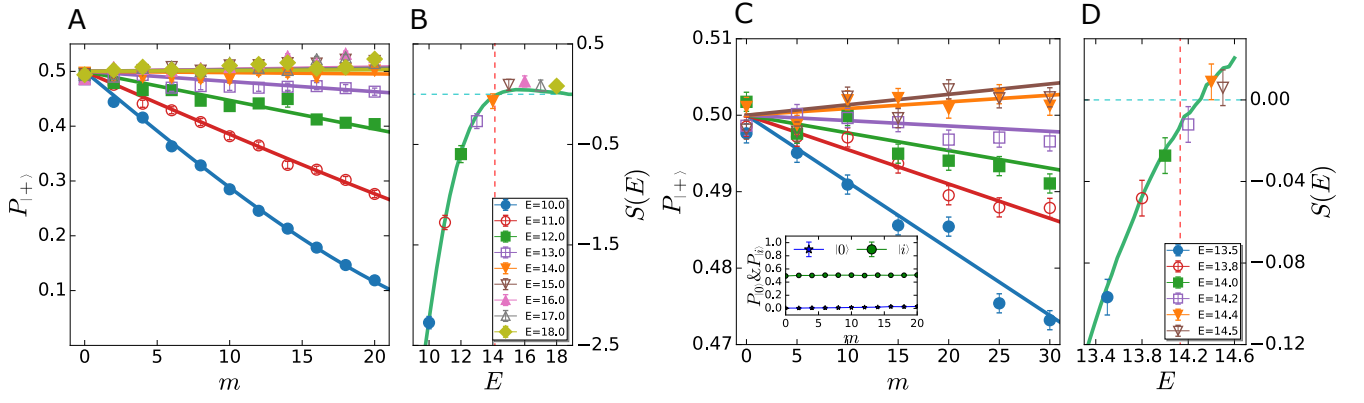 A
P|+⟩
0.5
0.4
0.3
0.2
0.1
0
5
10
15
20
m
B
0.5
−0.5
−1.5
−2.5
S(E)
10
12
14
16
18
E
E=10.0
E=11.0
E=12.0
E=13.0
E=14.0
E=15.0
E=16.0
E=17.0
E=18.0
C
P|+⟩
0.51
0.50
0.49
0.48
0.47
0
5
10
15
20
25
30
m
P|0⟩&P|i⟩
1.0
0.8
0.6
0.4
0.2
0.0
|0⟩ |i⟩
0
5
10
15
20
m
D
0.00
−0.04
−0.08
−0.12
S(E)
13.4
13.8
14.2
14.6
E
E=13.5
E=13.8
E=14.0
E=14.2
E=14.4
E=14.5